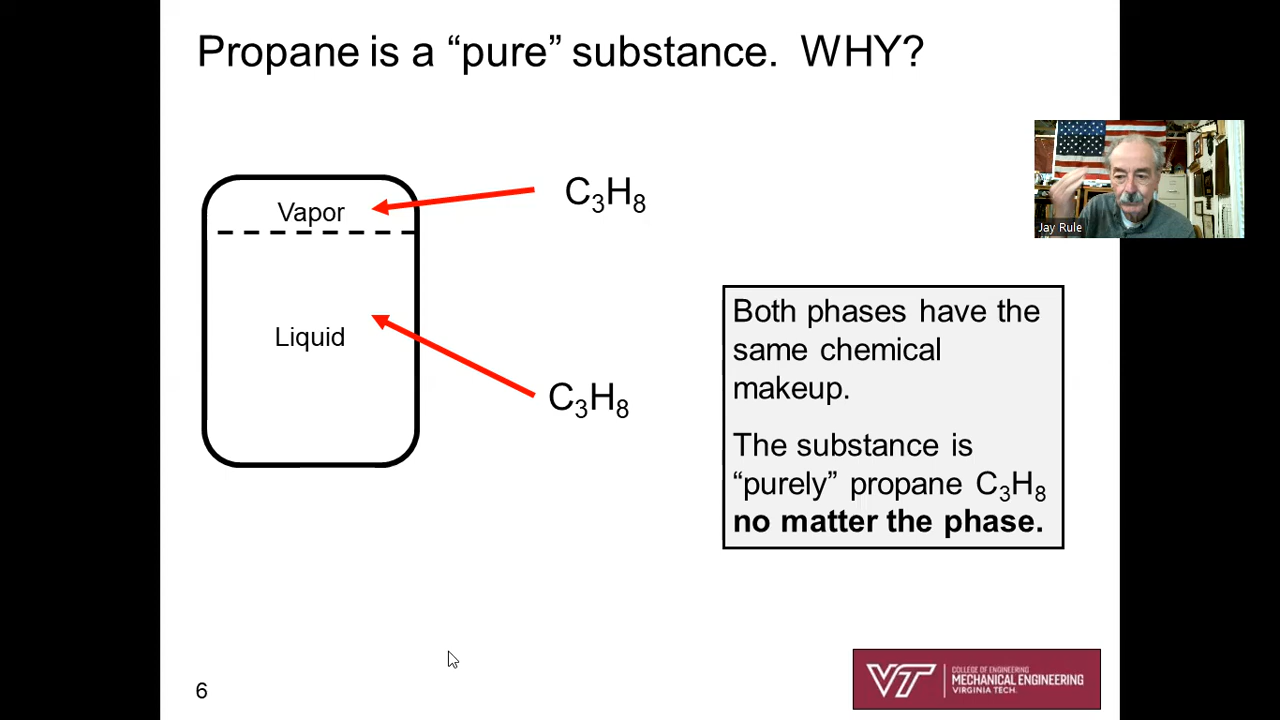 Propane is a “pure” substance.  WHY?
Vapor
C₃H₈
Jay Rule
Liquid
C₃H₈
Both phases have the
same chemical
makeup.
The substance is
“purely” propane C₃H₈
no matter the phase.
6
VT
COLLEGE OF ENGINEERING
MECHANICAL ENGINEERING
VIRGINIA TECH.